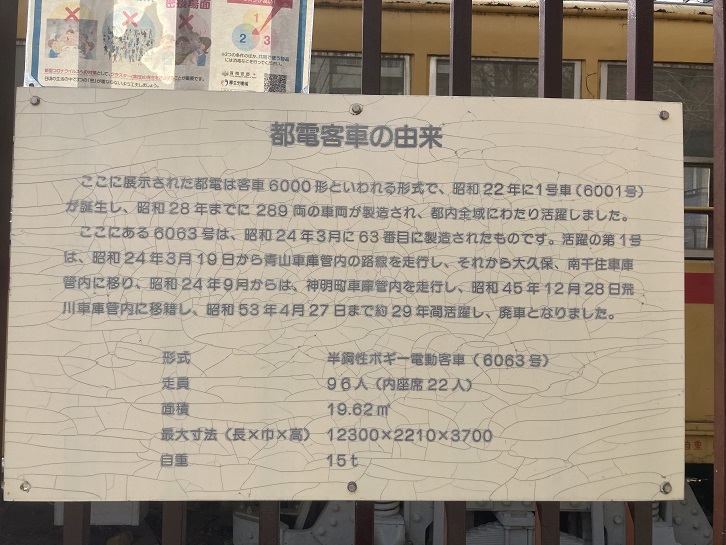 都電客車の由来
ここに展示された都電は客車6000形といわれる形式で、昭和22年に1号車(6001号)
が誕生し、昭和28年までに289両の車両が製造され、都内全域にわたり活躍しました。
ここにある6063号は、昭和24年3月に63番目に製造されたものです。活躍の第1号
は、昭和24年3月19日から青山車庫管内の路線を走行し、それから大久保、南千住車庫
管内に移り、昭和24年9月からは、神明町車庫管内を走行し、昭和45年12月28日荒
川車庫管内に移籍し、昭和53年4月27日まで約29年間活躍し、廃車となりました。
形式 半鋼性ボギー電動客車(6063号)
定員 96人(内座席22人)
面積 19.62㎡
最大寸法(長×巾×高) 12300×2210×3700
自重 15t